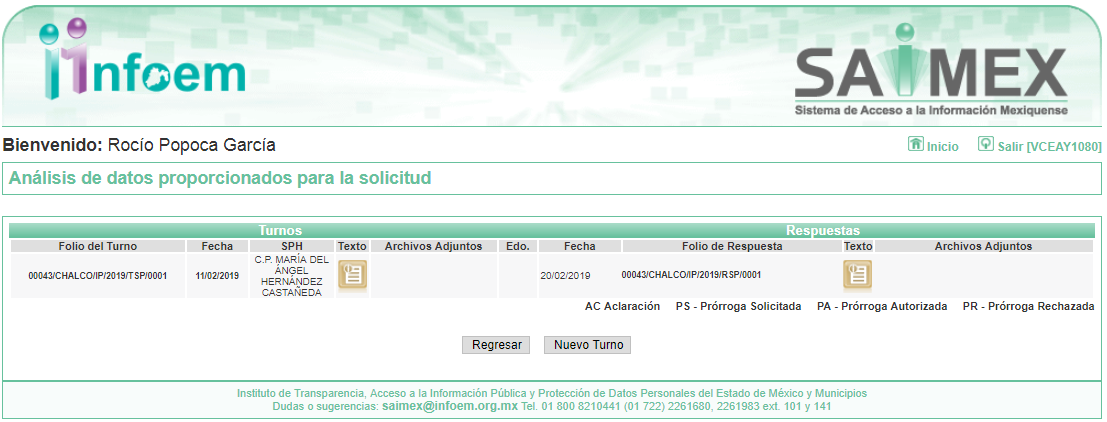 Infoem
SAIMEX
Sistema de Acceso a la Información Mexiquense
Bienvenido: Rocío Popoca García
Inicio
Salir [VCEAY1080]
Análisis de datos proporcionados para la solicitud
Turnos Respuestas
Folio del Turno Fecha SPH Texto Archivos Adjuntos Edo. Fecha Folio de Respuesta Texto Archivos Adjuntos
00043/CHALCO/IP/2019/TSP/0001 11/02/2019 C.P. MARÍA DEL
ÁNGEL
HERNÁNDEZ
CASTAÑEDA
20/02/2019 00043/CHALCO/IP/2019/RSP/0001
AC Aclaración PS - Prórroga Solicitada PA - Prórroga Autorizada PR - Prórroga Rechazada
Regresar Nuevo Turno
Instituto de Transparencia, Acceso a la Información Pública y Protección de Datos Personales del Estado de México y Municipios
Dudas o sugerencias: saimex@infoem.org.mx Tel. 01 800 8210441 (01 722) 2261680, 2261983 ext. 101 y 141